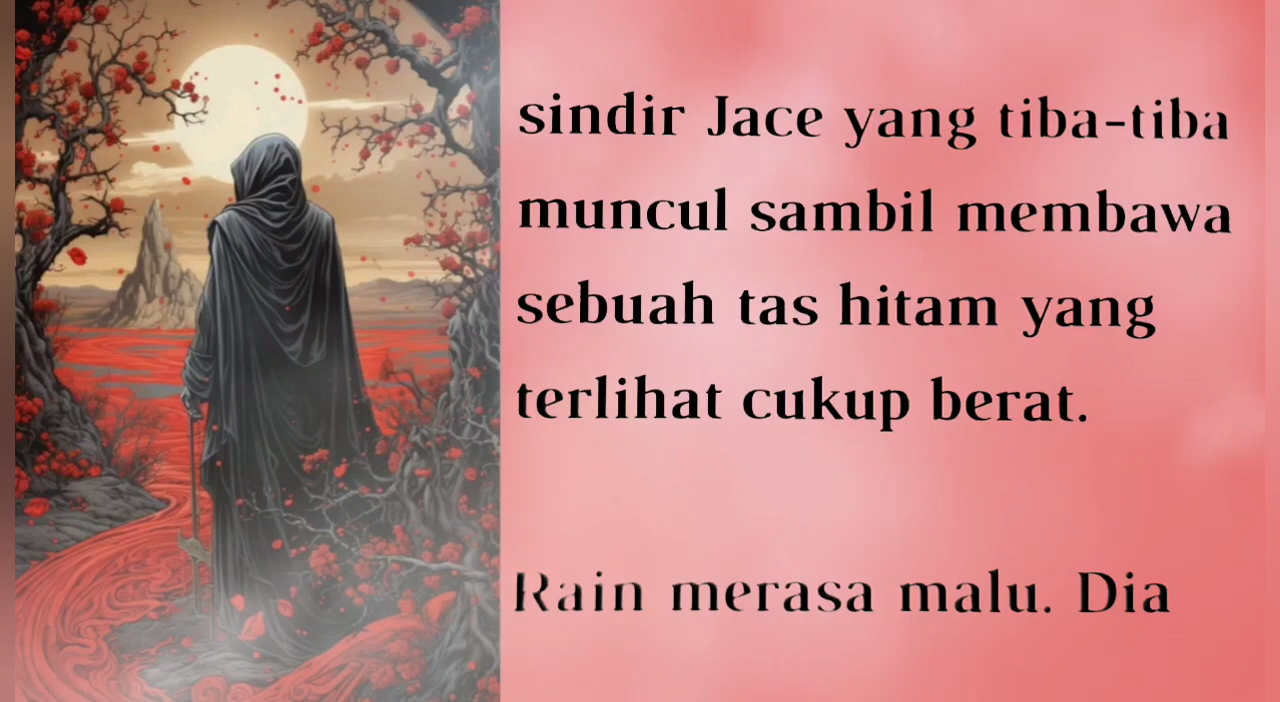 sindir Jace yang tiba-tiba
muncul sambil membawa
sebuah tas hitam yang
terlihat cukup berat.
Rain merasa malu. Dia